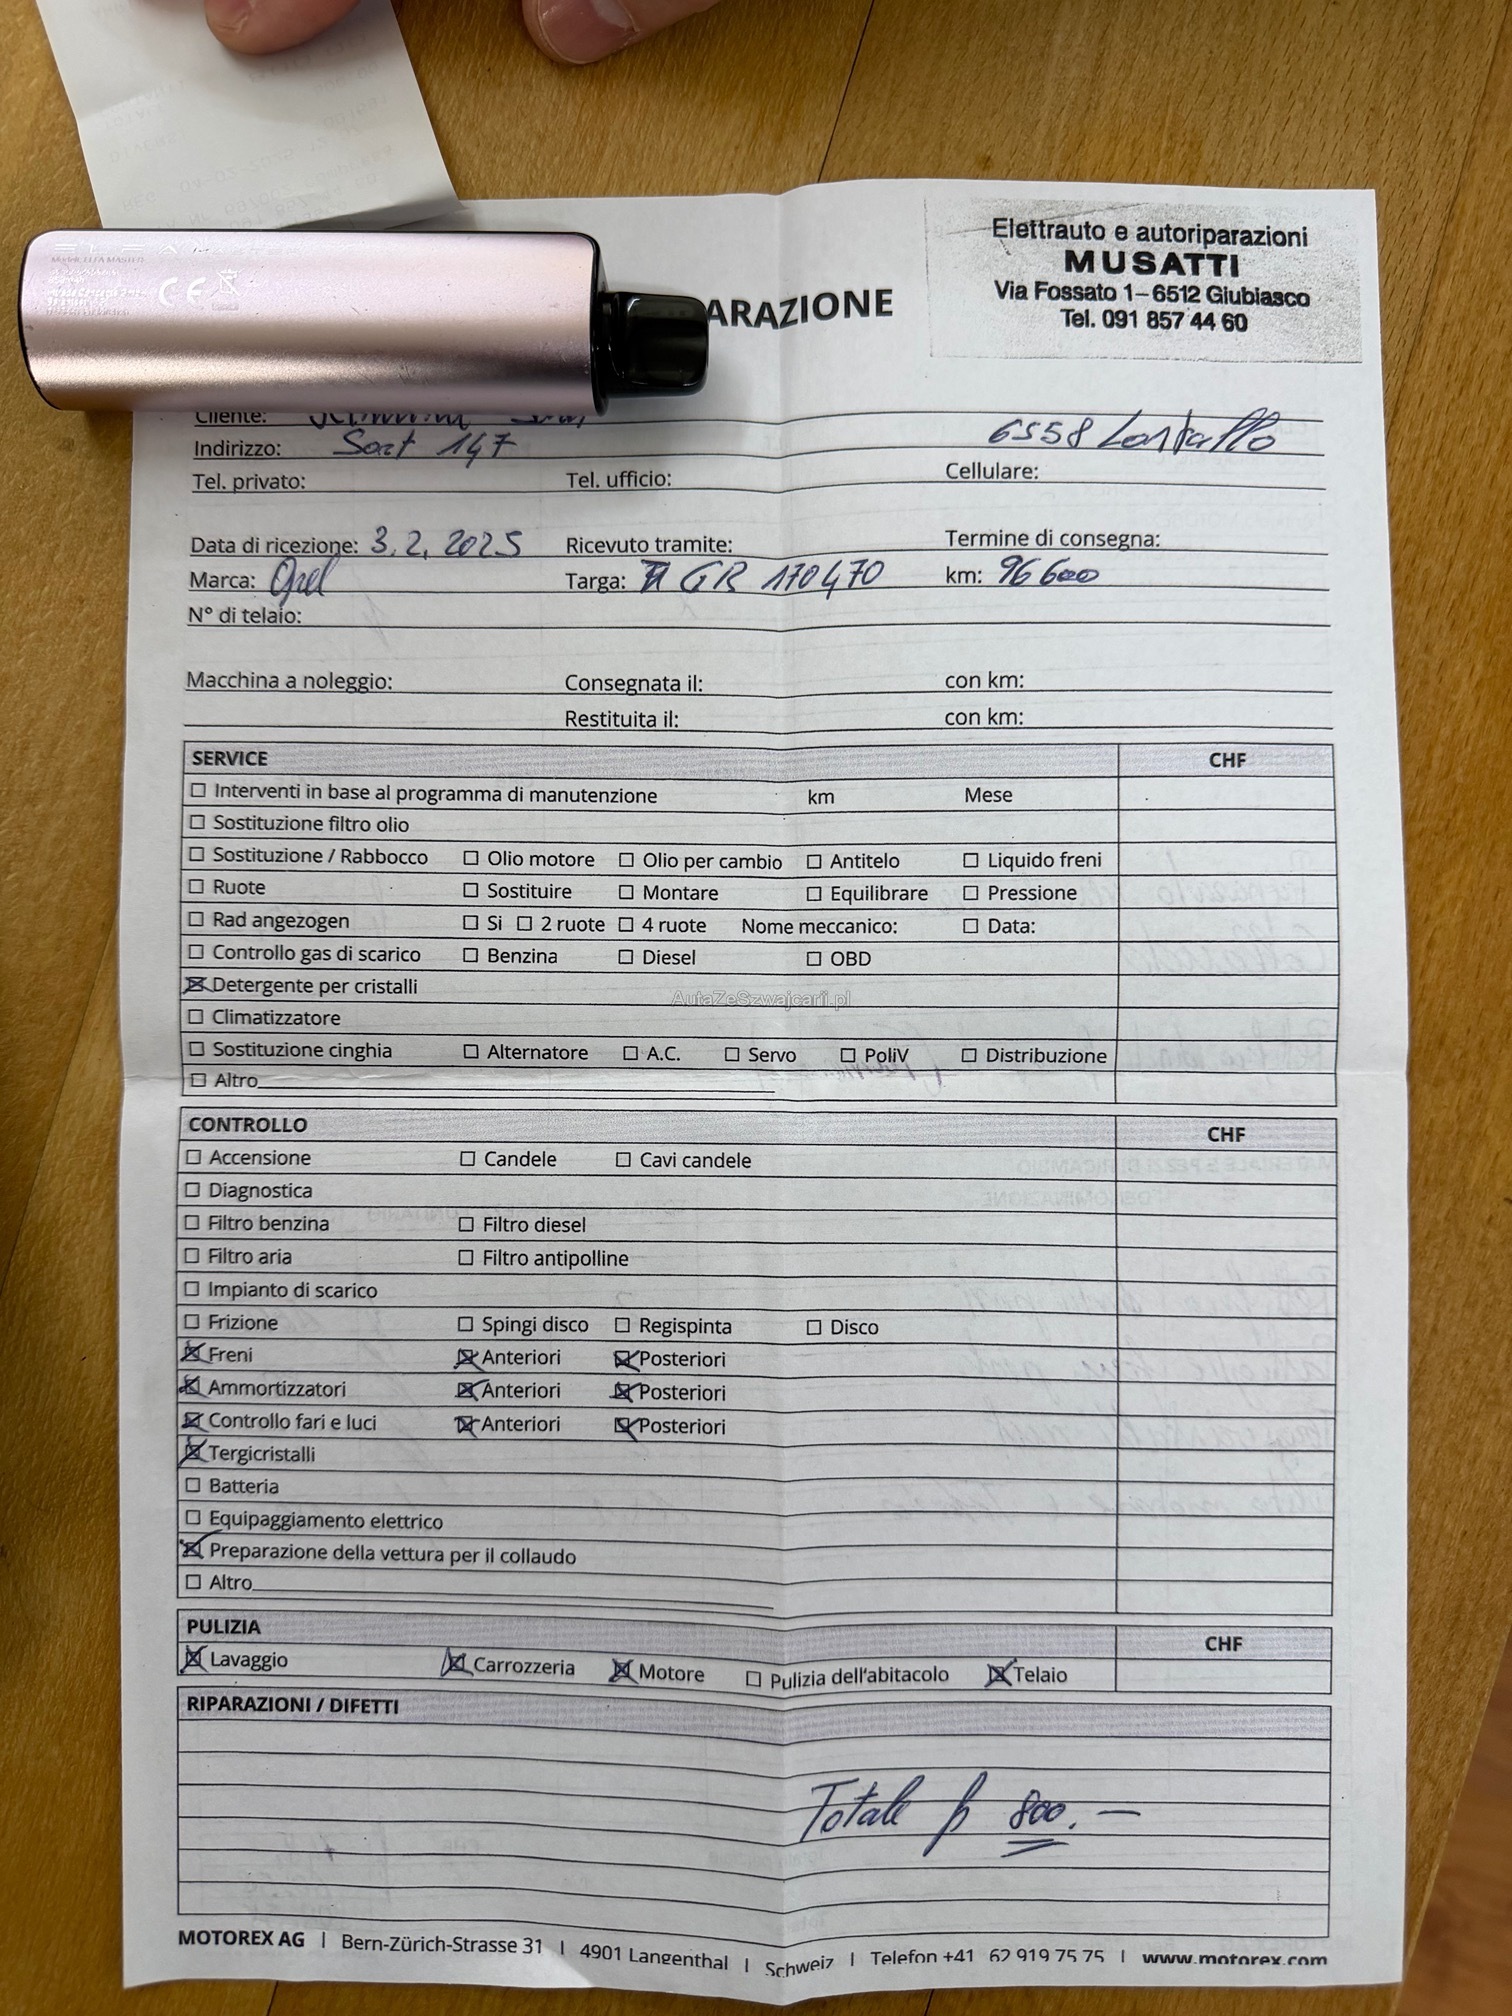 Elettrauto e autoriparazioni
MUSATTI
Via Fossato 1-6512 Giubiasco
Tel. 091 857 44 60
ARAZIONE
Cliente:
Indirizzo: Sort 147 6558 Lostallo
Tel. privato: Tel. ufficio: Cellulare:
Data di ricezione: 3.2.2025 Ricevuto tramite: Termine di consegna:
Marca: Opel Targa: GR 170470 km: 96600
N° di telaio:
Macchina a noleggio: Consegnata il: con km:
Restituita il: con km:
SERVICE CHF
☐ Interventi in base al programma di manutenzione km Mese
☐ Sostituzione filtro olio
☐ Sostituzione / Rabbocco ☐ Olio motore ☐ Olio per cambio ☐ Antitelo ☐ Liquido freni
☐ Ruote ☐ Sostituire ☐ Montare ☐ Equilibrare ☐ Pressione
☐ Rad angezogen ☐ Si ☐ 2 ruote ☐ 4 ruote Nome meccanico: ☐ Data:
☐ Controllo gas di scarico ☐ Benzina ☐ Diesel ☐ OBD
☒ Detergente per cristalli
AutaZeSzwajcarii.pl
☐ Climatizzatore
☐ Sostituzione cinghia ☐ Alternatore ☐ A.C. ☐ Servo ☐ PoliV ☐ Distribuzione
☐ Altro
CONTROLLO CHF
☐ Accensione ☐ Candele ☐ Cavi candele
☐ Diagnostica
☐ Filtro benzina ☐ Filtro diesel
☐ Filtro aria ☐ Filtro antipolline
☐ Impianto di scarico
☐ Frizione ☐ Spingi disco ☐ Regispinta ☐ Disco
☒ Freni ☒ Anteriori ☒ Posteriori
☒ Ammortizzatori ☒ Anteriori ☒ Posteriori
☒ Controllo fari e luci ☒ Anteriori ☒ Posteriori
☒ Tergicristalli
☐ Batteria
☐ Equipaggiamento elettrico
☒ Preparazione della vettura per il collaudo
☐ Altro
PULIZIA CHF
☒ Lavaggio ☒ Carrozzeria ☒ Motore ☐ Pulizia dell'abitacolo ☒ Telaio
RIPARAZIONI / DIFETTI
Totale fr 800.—
MOTOREX AG | Bern-Zürich-Strasse 31 | 4901 Langenthal | Schweiz | Telefon +41 62 919 75 75 | www.motorex.com